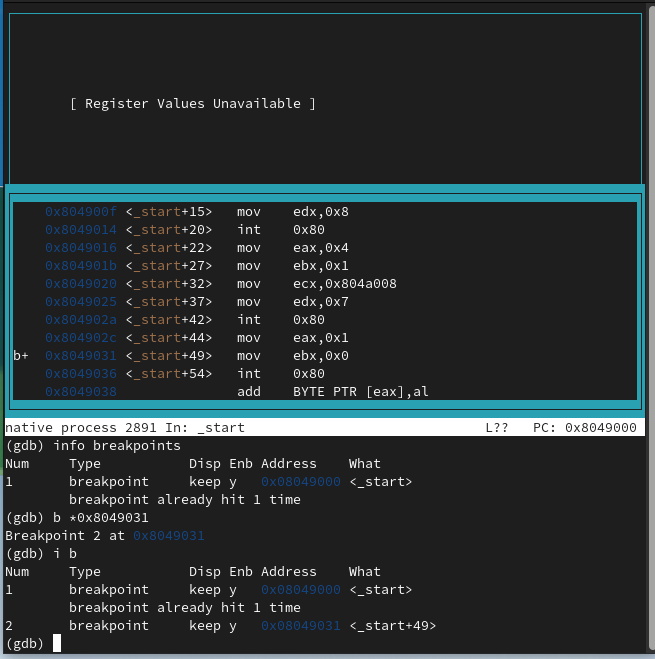 [ Register Values Unavailable ]
0x804900f <_start+15> mov edx,0x8
0x8049014 <_start+20> int 0x80
0x8049016 <_start+22> mov eax,0x4
0x804901b <_start+27> mov ebx,0x1
0x8049020 <_start+32> mov ecx,0x804a008
0x8049025 <_start+37> mov edx,0x7
0x804902a <_start+42> int 0x80
0x804902c <_start+44> mov eax,0x1
b+ 0x8049031 <_start+49> mov ebx,0x0
0x8049036 <_start+54> int 0x80
0x8049038 add BYTE PTR [eax],al
native process 2891 In: _start L?? PC: 0x8049000
(gdb) info breakpoints
Num Type Disp Enb Address What
1 breakpoint keep y 0x08049000 <_start>
breakpoint already hit 1 time
(gdb) b *0x8049031
Breakpoint 2 at 0x8049031
(gdb) i b
Num Type Disp Enb Address What
1 breakpoint keep y 0x08049000 <_start>
breakpoint already hit 1 time
2 breakpoint keep y 0x08049031 <_start+49>
(gdb)